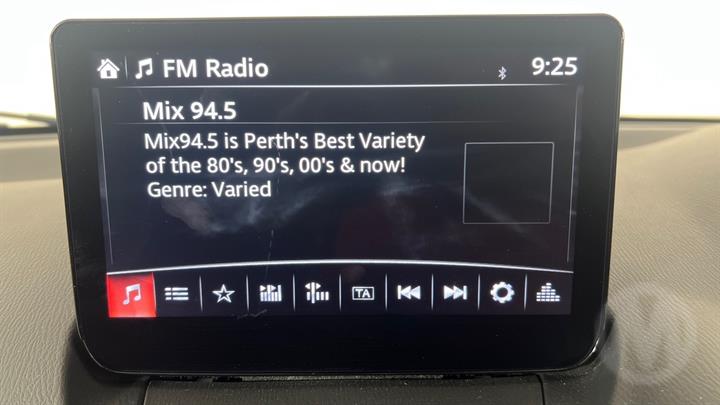 FM Radio
9:25
Mix 94.5
Mix94.5 is Perth's Best Variety
of the 80's, 90's, 00's & now!
Genre: Varied
TA